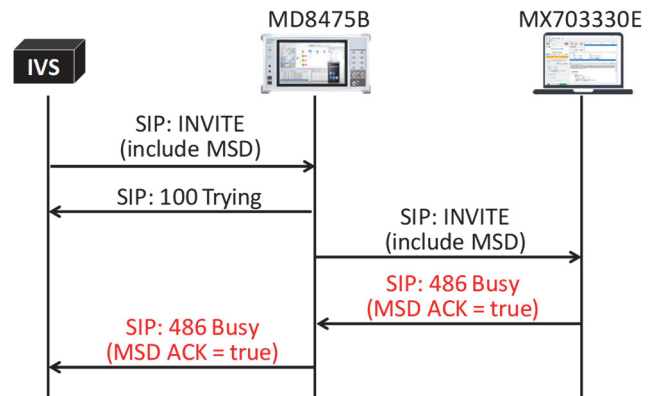 MD8475B
MX703330E
IVS
SIP: INVITE
(include MSD)
SIP: 100 Trying
SIP: INVITE
(include MSD)
SIP: 486 Busy
(MSD ACK = true)
SIP: 486 Busy
(MSD ACK = true)